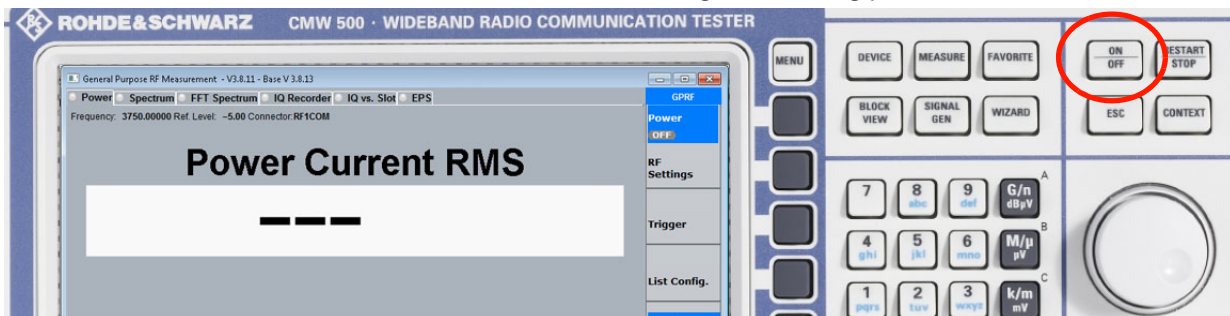 ROHDE&SCHWARZ CMW 500 · WIDEBAND RADIO COMMUNICATION TESTER
General Purpose RF Measurement - V3.8.11 - Base V 3.8.13
Power Spectrum FFT Spectrum IQ Recorder IQ vs. Slot EPS
GPRF
Frequency: 3750.00000 Ref. Level: -5.00 Connector: RF1COM
Power Current RMS
---
Power
OFF
RF
Settings
Trigger
List Config.
MENU
DEVICE MEASURE FAVORITE
BLOCK
VIEW
SIGNAL
GEN
WIZARD
ON
OFF
RESTART
STOP
ESC CONTEXT
7
8
abc
9
def
G/n
dBµV
A
4
ghi
5
jkl
6
mno
M/µ
µV
B
1
pqrs
2
tuv
3
wxyz
k/m
mV
C